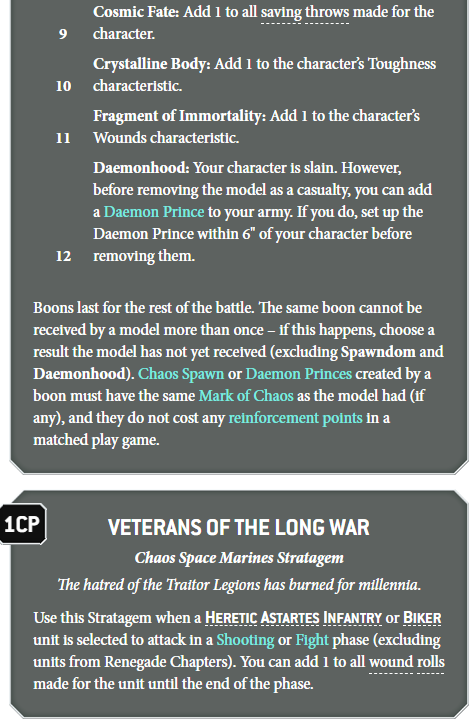 Cosmic Fate: Add 1 to all saving throws made for the
9 character.
Crystalline Body: Add 1 to the character's Toughness
10 characteristic.
Fragment of Immortality: Add 1 to the character's
11 Wounds characteristic.
Daemonhood: Your character is slain. However,
before removing the model as a casualty, you can add
a Daemon Prince to your army. If you do, set up the
Daemon Prince within 6" of your character before
12 removing them.
Boons last for the rest of the battle. The same boon cannot be
received by a model more than once – if this happens, choose a
result the model has not yet received (excluding Spawndom and
Daemonhood). Chaos Spawn or Daemon Princes created by a
boon must have the same Mark of Chaos as the model had (if
any), and they do not cost any reinforcement points in a
matched play game.
1CP
VETERANS OF THE LONG WAR
Chaos Space Marines Stratagem
The hatred of the Traitor Legions has burned for millennia.
Use this Stratagem when a HERETIC ASTARTES INFANTRY or BIKER
unit is selected to attack in a Shooting or Fight phase (excluding
units from Renegade Chapters). You can add 1 to all wound rolls
made for the unit until the end of the phase.